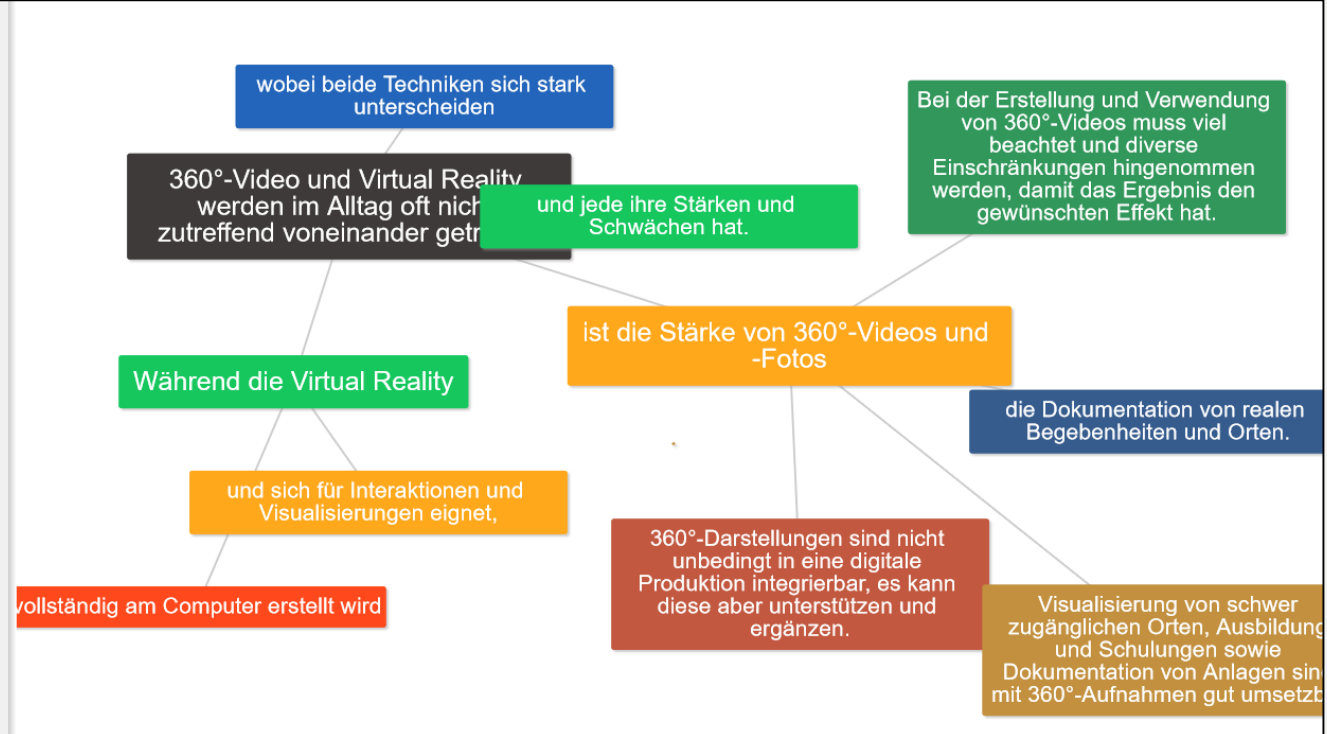 wobei beide Techniken sich stark
unterscheiden
360°-Video und Virtual Reality
werden im Alltag oft
zutreffend voneinander
und jede ihre Stärken und
Schwächen hat.
Bei der Erstellung und Verwendung
von 360°-Videos muss viel
beachtet und diverse
Einschränkungen hingenommen
werden, damit das Ergebnis den
gewünschten Effekt hat.
ist die Stärke von 360°-Videos und
-Fotos
Während die Virtual Reality
die Dokumentation von realen
Begebenheiten und Orten.
und sich für Interaktionen und
Visualisierungen eignet,
360°-Darstellungen sind nicht
unbedingt in eine digitale
Produktion integrierbar, es kann
diese aber unterstützen und
ergänzen.
vollständig am Computer erstellt wird
Visualisierung von schwer
zugänglichen Orten, Ausbildung
und Schulungen sowie
Dokumentation von Anlagen
mit 360°-Aufnahmen gut